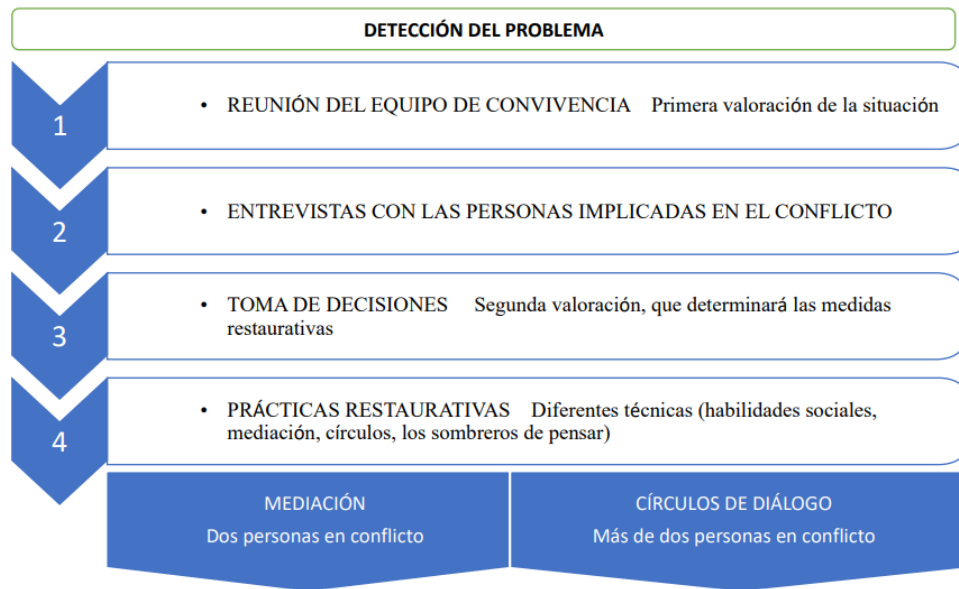 DETECCIÓN DEL PROBLEMA
1
• REUNIÓN DEL EQUIPO DE CONVIVENCIA Primera valoración de la situación
2
• ENTREVISTAS CON LAS PERSONAS IMPLICADAS EN EL CONFLICTO
3
• TOMA DE DECISIONES Segunda valoración, que determinará las medidas
restaurativas
4
• PRÁCTICAS RESTAURATIVAS Diferentes técnicas (habilidades sociales,
mediación, círculos, los sombreros de pensar)
MEDIACIÓN
Dos personas en conflicto
CÍRCULOS DE DIÁLOGO
Más de dos personas en conflicto